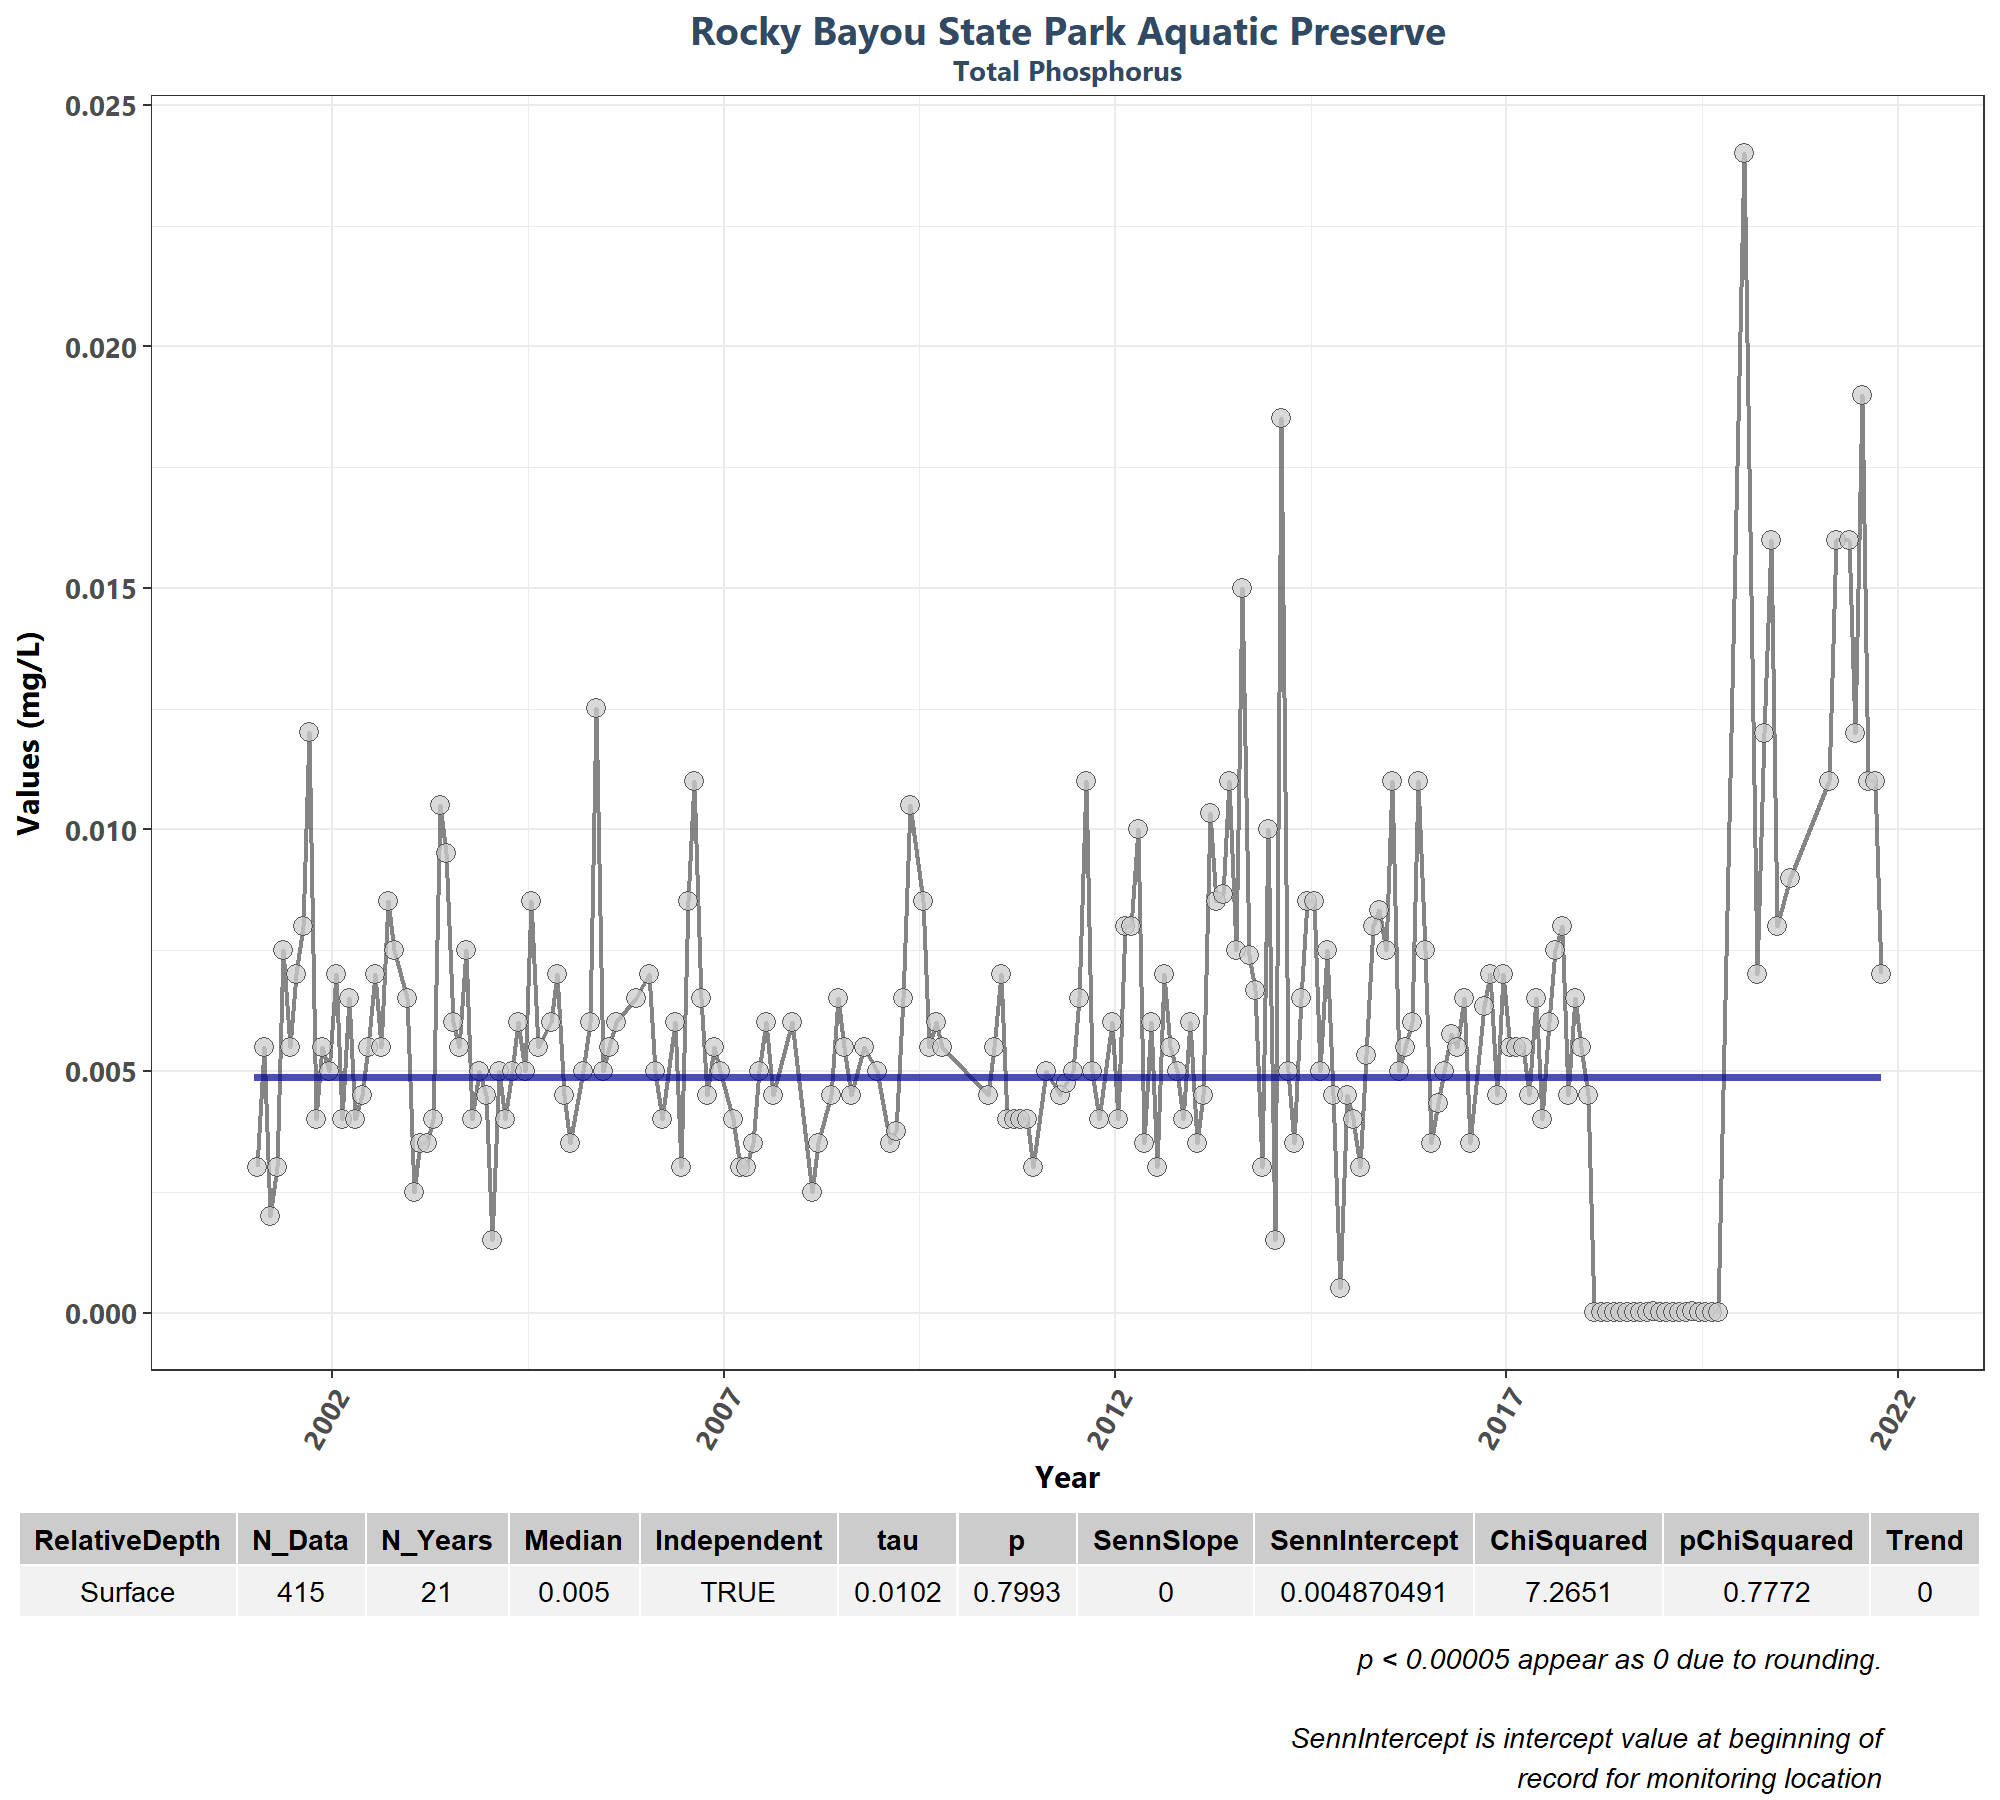 Rocky Bayou State Park Aquatic Preserve
Total Phosphorus
0.025
0.020
0.015
0.010
0.005
0.000
Values (mg/L)
2002 2007 2012 2017 2022
Year
RelativeDepth N_Data N_Years Median Independent tau p SennSlope SennIntercept ChiSquared pChiSquared Trend
Surface 415 21 0.005 TRUE 0.0102 0.7993 0 0.004870491 7.2651 0.7772 0
p < 0.00005 appear as 0 due to rounding.
SennIntercept is intercept value at beginning of
record for monitoring location